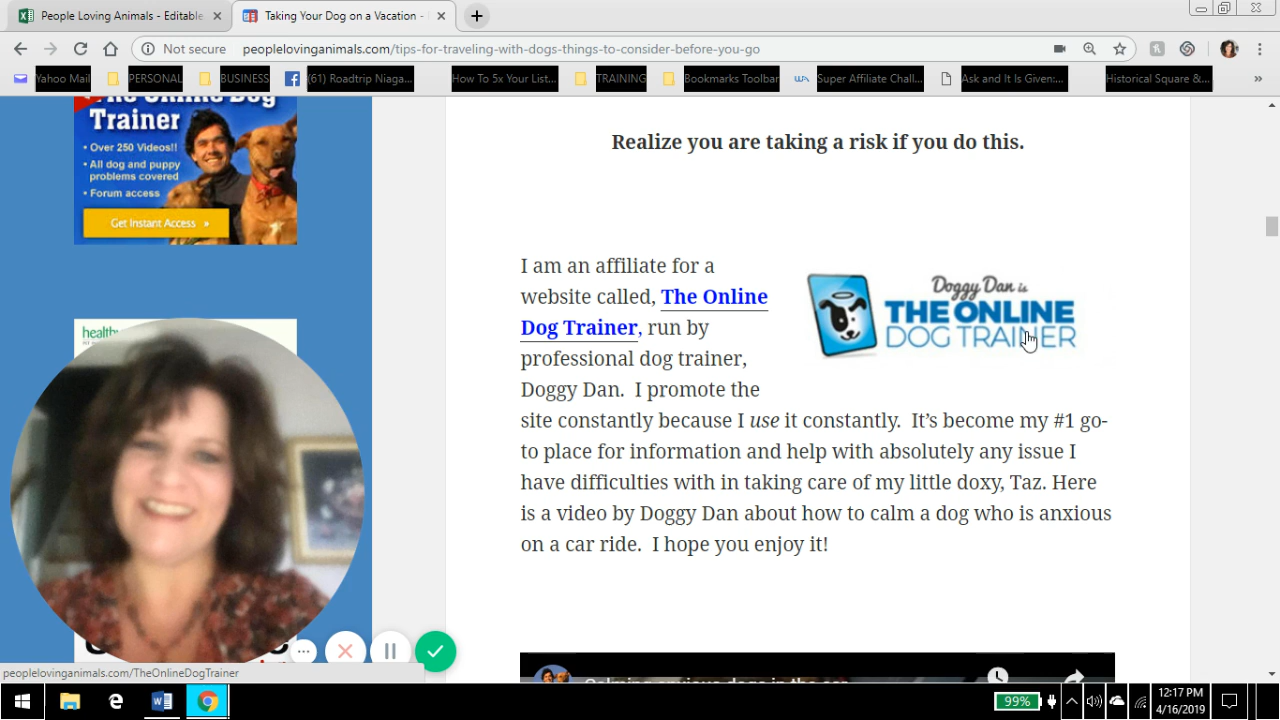 People Loving Animals - Editable
Taking Your Dog on a Vacation -
Not secure
peoplelovinganimals.com/tips-for-traveling-with-dogs-things-to-consider-before-you-go
Yahoo Mail
PERSONAL
BUSINESS
(61) Roadtrip Niaga...
How To 5x Your List...
TRAINING
Bookmarks Toolbar
Super Affiliate Chall...
Ask and It Is Given:...
Historical Square &...
The Online Dog
Trainer
• Over 250 Videos!!
• All dog and puppy
problems covered
• Forum access
Get Instant Access »
healthy
Realize you are taking a risk if you do this.
I am an affiliate for a
website called, The Online
Dog Trainer, run by
professional dog trainer,
Doggy Dan. I promote the
site constantly because I use it constantly. It’s become my #1 go-
to place for information and help with absolutely any issue I
have difficulties with in taking care of my little doxy, Taz. Here
is a video by Doggy Dan about how to calm a dog who is anxious
on a car ride. I hope you enjoy it!
Doggy Dan is
THE ONLINE
DOG TRAINER
Calming anxious dogs in the car
peoplelovinganimals.com/TheOnlineDogTrainer
99%
12:17 PM
4/16/2019